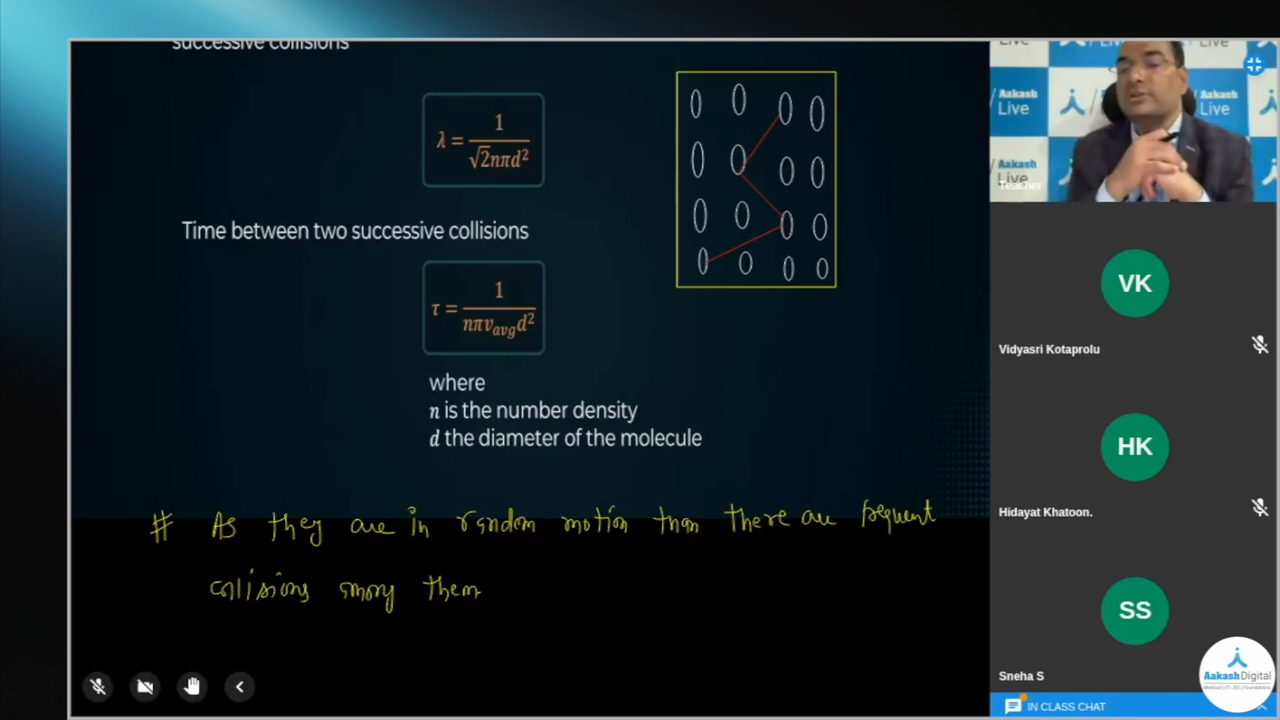 successive collisions
λ = 1/(√2nπd²)
Time between two successive collisions
τ = 1/(nπv_avg d²)
where
n is the number density
d the diameter of the molecule
# As they are in random motion than there are frequent
collisions among them
Aakash
Live
Aakash
Live
Aakash
Live
Teacher
VK
Vidyasri Kotaprolu
HK
Hidayat Khatoon.
SS
Sneha S
IN CLASS CHAT
AakashDigital